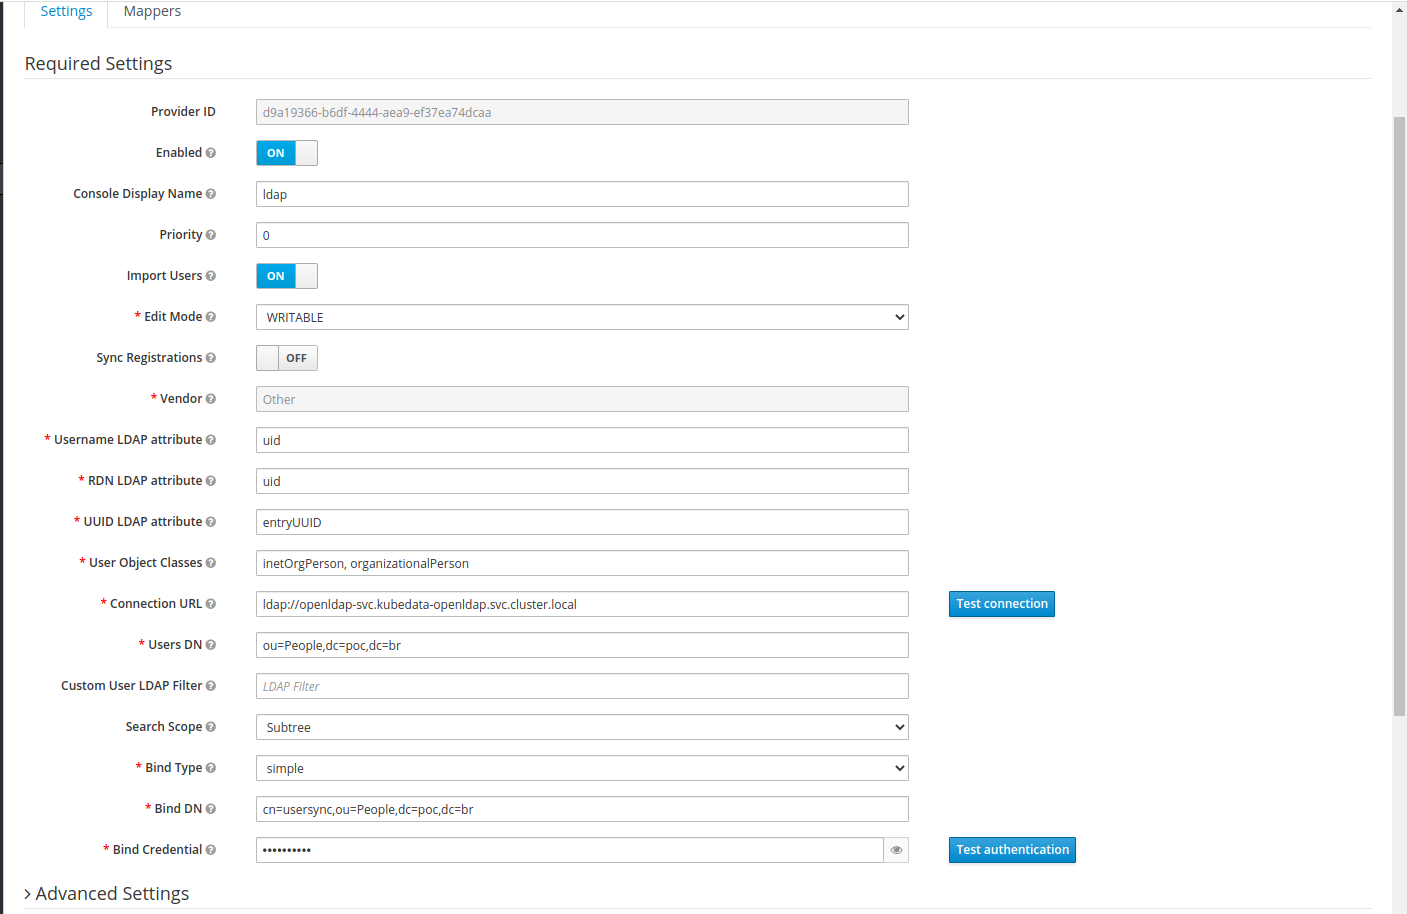 Settings Mappers
Required Settings
Provider ID d9a19366-b6df-4444-aea9-ef37ea74dcaa
Enabled ON
Console Display Name ldap
Priority 0
Import Users ON
* Edit Mode WRITABLE
Sync Registrations OFF
* Vendor Other
* Username LDAP attribute uid
* RDN LDAP attribute uid
* UUID LDAP attribute entryUUID
* User Object Classes inetOrgPerson, organizationalPerson
* Connection URL ldap://openldap-svc.kubedata-openldap.svc.cluster.local Test connection
* Users DN ou=People,dc=poc,dc=br
Custom User LDAP Filter LDAP Filter
Search Scope Subtree
* Bind Type simple
* Bind DN cn=usersync,ou=People,dc=poc,dc=br
* Bind Credential •••••••••• Test authentication
Advanced Settings